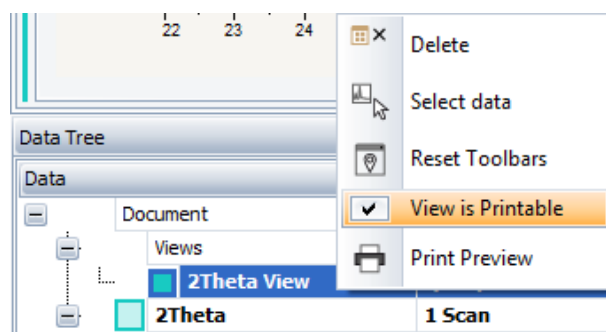 22 23 24
Delete
Select data
Reset Toolbars
View is Printable
Print Preview
Data Tree
Data
Document
Views
2Theta View
2Theta 1 Scan